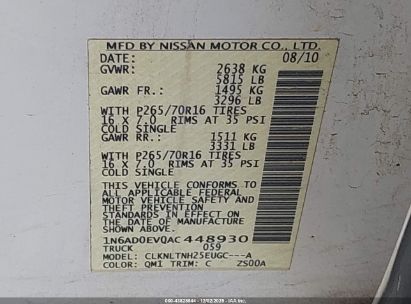 MFD BY NISSAN MOTOR CO., LTD.
DATE: 08/10
GVWR: 2638 KG
5815 LB
GAWR FR.: 1495 KG
3296 LB
WITH P265/70R16 TIRES
16 X 7.0 RIMS AT 35 PSI
COLD SINGLE
GAWR RR.: 1511 KG
3331 LB
WITH P265/70R16 TIRES
16 X 7.0 RIMS AT 35 PSI
COLD SINGLE
THIS VEHICLE CONFORMS TO
ALL APPLICABLE FEDERAL
MOTOR VEHICLE SAFETY AND
THEFT PREVENTION
STANDARDS IN EFFECT ON THE
DATE OF MANUFACTURE
SHOWN ABOVE.
1N6AD0EVQAC448930
TRUCK 059
MODEL: CLKNLTNHZ5EUGC---A
COLOR: QM1 TRIM: C ZS00A